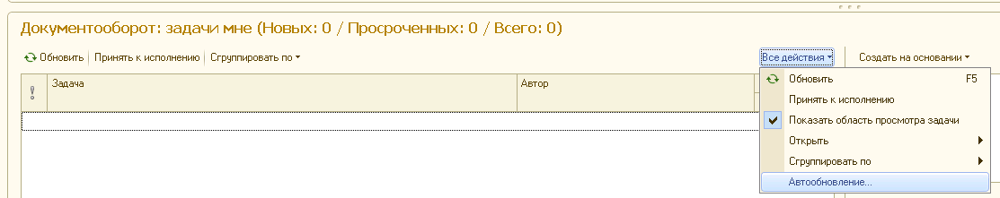 Документооборот: задачи мне (Новых: 0 / Просроченных: 0 / Всего: 0)
Обновить Принять к исполнению Сгруппировать по Все действия Создать на основании
! Задача Автор
Обновить F5
Принять к исполнению
Показать область просмотра задачи
Открыть
Сгруппировать по
Автообновление...